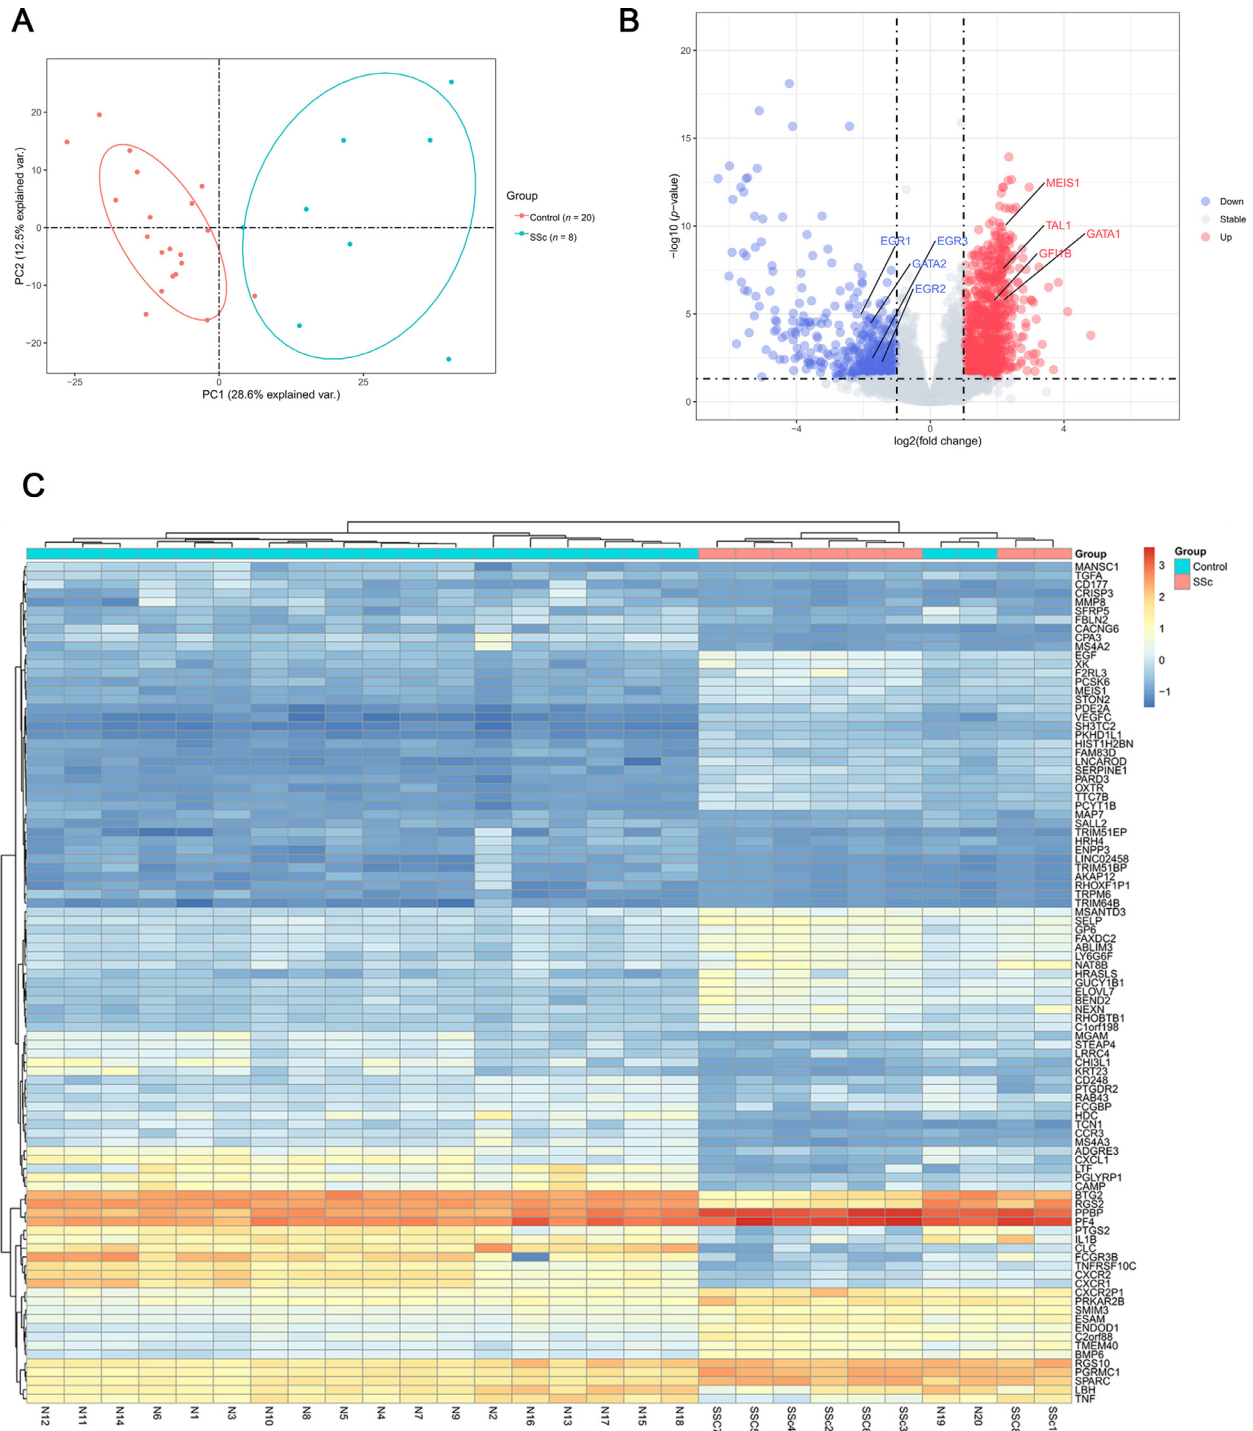 A
20
10
0
−10
−20
PC2 (12.5% explained var.)
−25
0
25
PC1 (28.6% explained var.)
Group
Control (n = 20)
SSc (n = 8)
B
20
15
10
5
0
−log10 (p−value)
MEIS1
TAL1
GATA1
GFI1B
EGR1
EGR3
GATA2
EGR2
−4
0
4
log2(fold change)
Down
Stable
Up
C
Group
MANSC1
TGFA
CD177
CRISP3
MMP8
SFRP5
FBLN2
CACNG6
CPA3
MS4A2
EGF
XK
F2RL3
PCSK6
MEIS1
STON2
PDE2A
VEGFC
SH3TC2
PKHD1L1
HIST1H2BN
FAM83D
LNCAROD
SERPINE1
PARD3
OXTR
TTC7B
PCYT1B
MAP7
SALL2
TRIM51EP
HRH4
ENPP3
LINC02458
TRIM51BP
AKAP12
RHOXF1P1
TRPM6
TRIM64B
MSANTD3
SELP
GP6
FAXDC2
ABLIM3
LY6G6F
NAT8B
HRASLS
GUCY1B1
ELOVL7
BEND2
NEXN
RHOBTB1
C1orf198
MGAM
STEAP4
LRRC4
CHI3L1
KRT23
CD248
PTGDR2
RAB43
FCGBP
HDC
TCN1
CCR3
MS4A3
ADGRE3
CXCL1
LTF
PGLYRP1
CAMP
BTG2
RGS2
PPBP
PF4
PTGS2
IL1B
CLC
FCGR3B
TNFRSF10C
CXCR2
CXCR1
CXCR2P1
PRKAR2B
SMIM3
ESAM
ENDOD1
C2orf88
TMEM40
BMP6
RGS10
PGRMC1
SPARC
LBH
TNF
3
2
1
0
−1
Group
Control
SSc
N12
N11
N14
N6
N1
N3
N10
N8
N5
N4
N7
N9
N2
N16
N13
N17
N15
N18
SSC7
SSC5
SSc4
SSc2
SSC6
SSc3
N19
N20
SSC8
SSc1